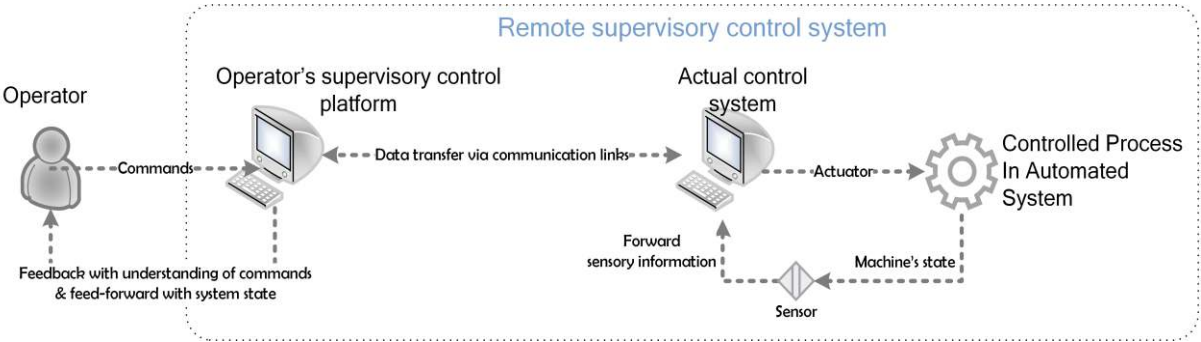 Remote supervisory control system
Operator's supervisory control
platform
Actual control
system
Operator
Controlled Process
In Automated
System
Commands
Data transfer via communication links
Actuator
Forward
sensory information
Machine's state
Feedback with understanding of commands
& feed-forward with system state
Sensor